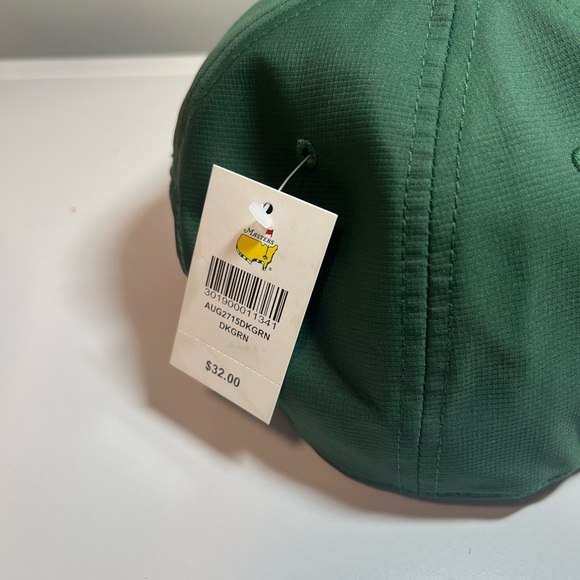 MASTERS
®
301900011341
AUG2715DKGRN
DKGRN
$32.00